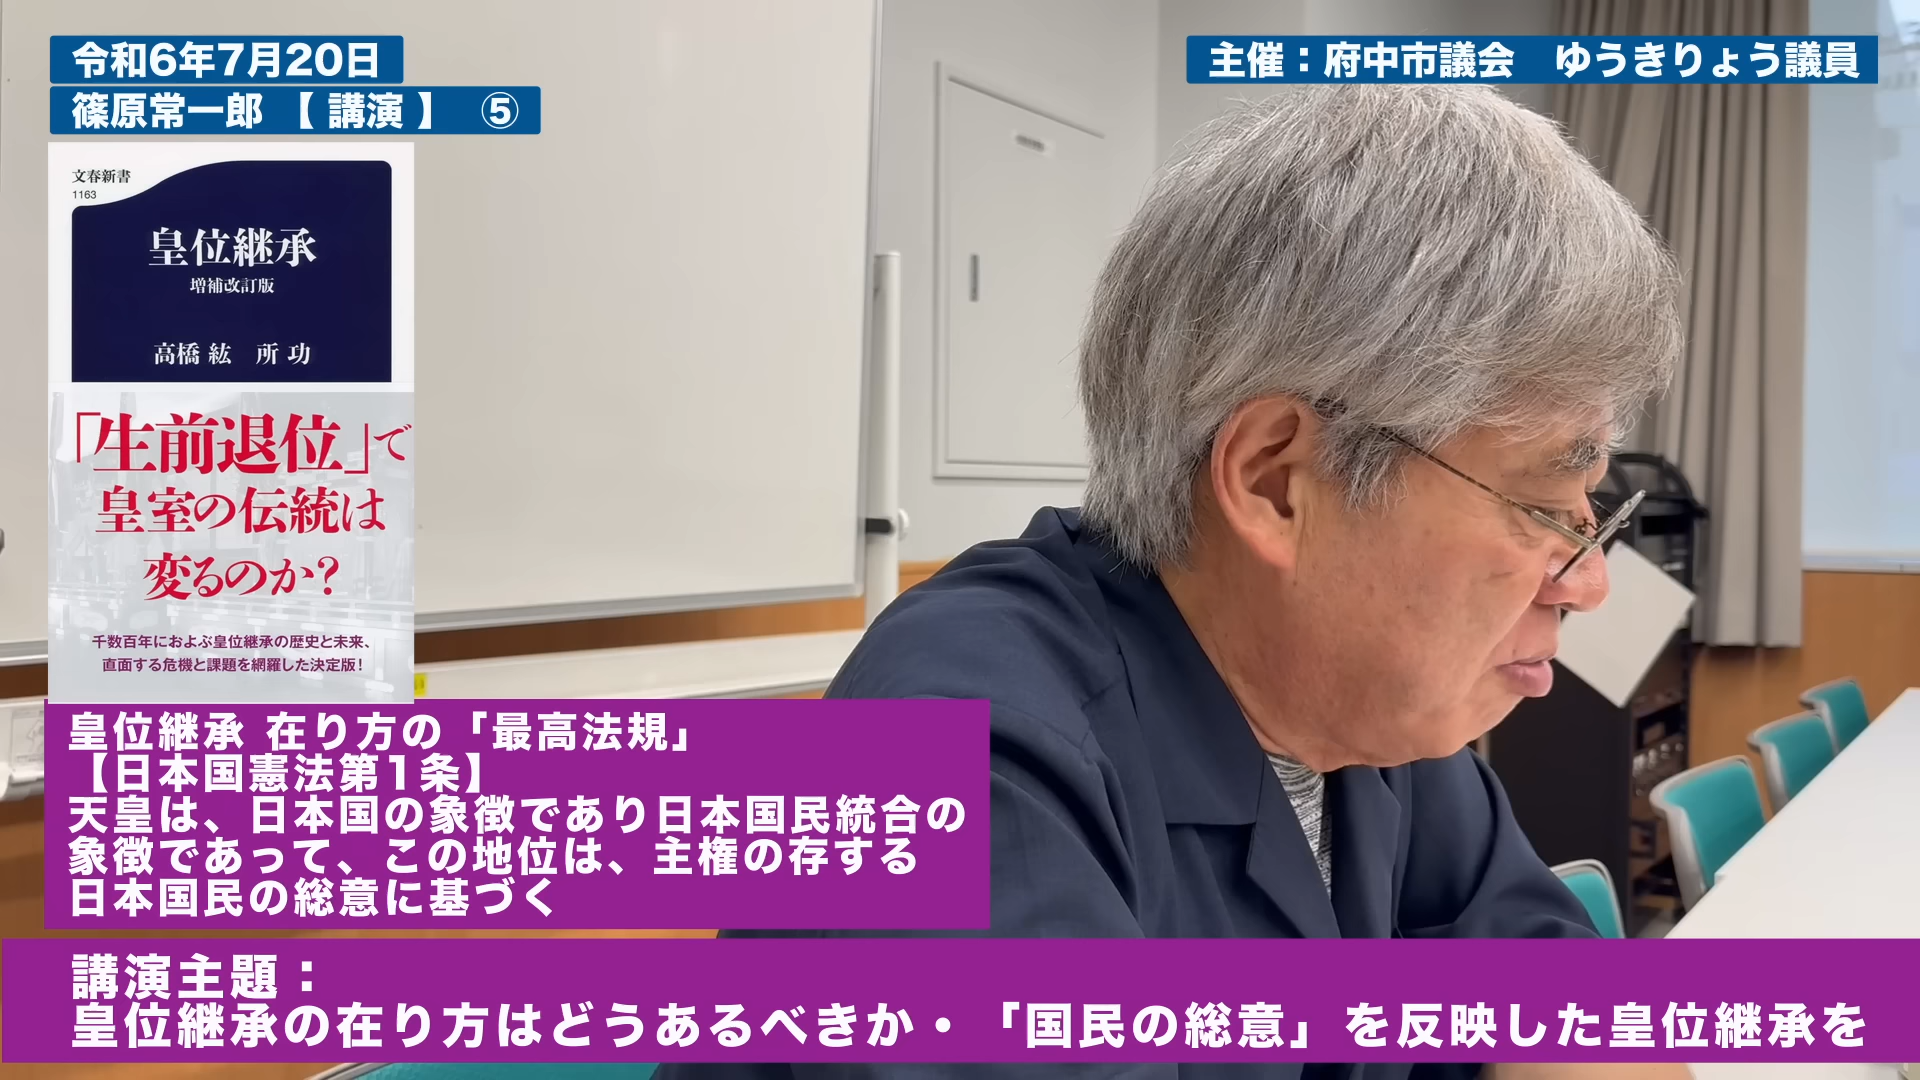 令和6年7月20日
篠原常一郎 【 講演 】 ⑤
主催：府中市議会　ゆうきりょう議員
文春新書
1163
皇位継承
増補改訂版
高橋 紘　所 功
「生前退位」で
皇室の伝統は
変るのか?
千数百年におよぶ皇位継承の歴史と未来、
直面する危機と課題を網羅した決定版!
皇位継承 在り方の「最高法規」
【日本国憲法第1条】
天皇は、日本国の象徴であり日本国民統合の
象徴であって、この地位は、主権の存する
日本国民の総意に基づく
講演主題：
皇位継承の在り方はどうあるべきか・「国民の総意」を反映した皇位継承を